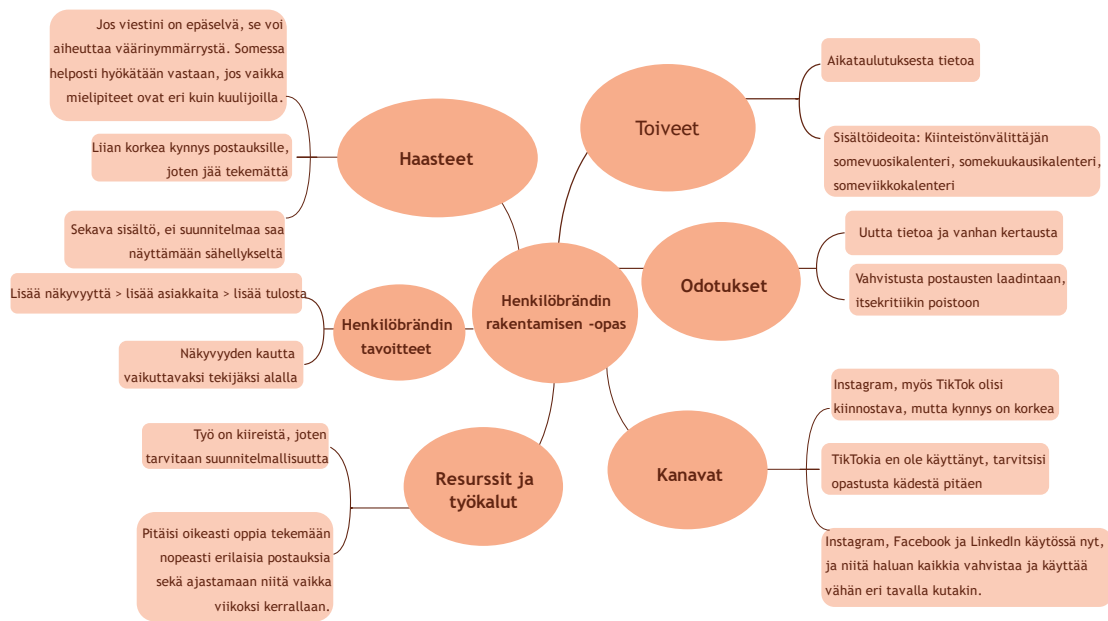 Jos viestini on epäselvä, se voi
aiheuttaa väärinymmärrystä. Somessa
helposti hyökätään vastaan, jos vaikka
mielipiteet ovat eri kuin kuulijoilla.
Liian korkea kynnys postauksille,
joten jää tekemättä
Sekava sisältö, ei suunnitelmaa saa
näyttämään sähellykseltä
Haasteet
Toiveet
Aikataulutuksesta tietoa
Sisältöideoita: Kiinteistönvälittäjän
somevuosikalenteri, somekuukausikalenteri,
someviikkokalenteri
Odotukset
Uutta tietoa ja vanhan kertausta
Vahvistusta postausten laadintaan,
itsekritiikin poistoon
Henkilöbrändin
rakentamisen -opas
Lisää näkyvyyttä > lisää asiakkaita > lisää tulosta
Näkyvyyden kautta
vaikuttavaksi tekijäksi alalla
Henkilöbrändin
tavoitteet
Työ on kiireistä, joten
tarvitaan suunnitelmallisuutta
Pitäisi oikeasti oppia tekemään
nopeasti erilaisia postauksia
sekä ajastamaan niitä vaikka
viikoksi kerrallaan.
Resurssit ja
työkalut
Kanavat
Instagram, myös TikTok olisi
kiinnostava, mutta kynnys on korkea
TikTokia en ole käyttänyt, tarvitsisi
opastusta kädestä pitäen
Instagram, Facebook ja LinkedIn käytössä nyt,
ja niitä haluan kaikkia vahvistaa ja käyttää
vähän eri tavalla kutakin.